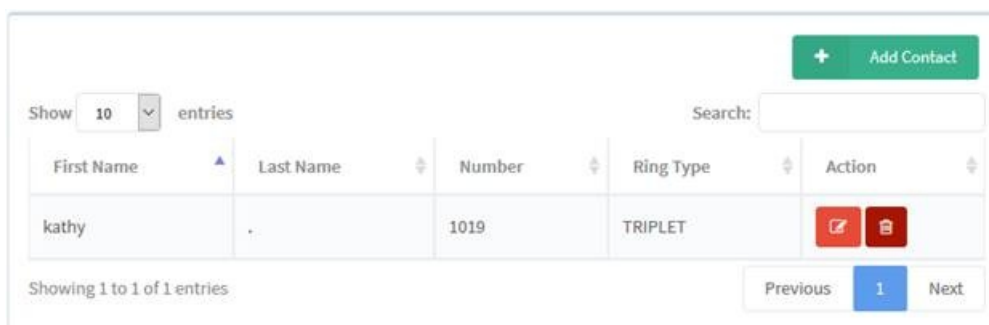 + Add Contact
Show 10 entries Search:
First Name Last Name Number Ring Type Action
kathy . 1019 TRIPLET
Showing 1 to 1 of 1 entries Previous 1 Next